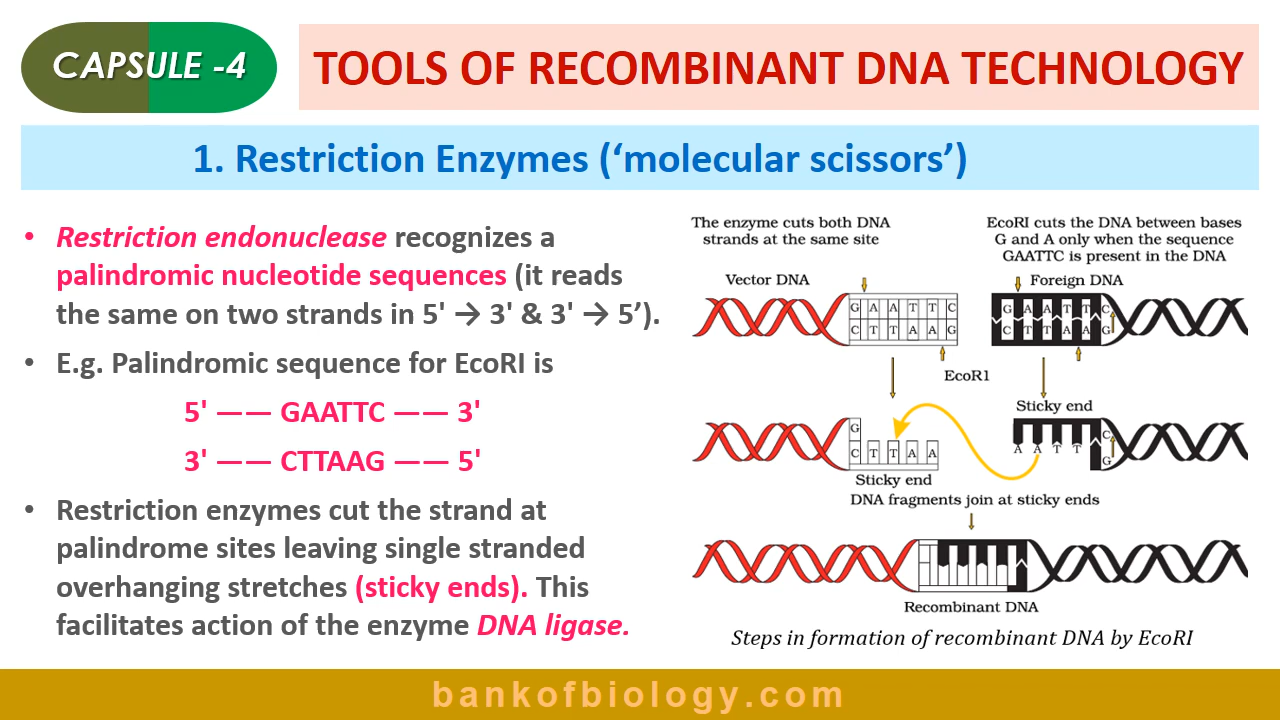 CAPSULE -4
TOOLS OF RECOMBINANT DNA TECHNOLOGY
1. Restriction Enzymes (‘molecular scissors’)
• Restriction endonuclease recognizes a
palindromic nucleotide sequences (it reads
the same on two strands in 5' → 3' & 3' → 5’).
• E.g. Palindromic sequence for EcoRI is
5' —— GAATTC —— 3'
3' —— CTTAAG —— 5'
• Restriction enzymes cut the strand at
palindrome sites leaving single stranded
overhanging stretches (sticky ends). This
facilitates action of the enzyme DNA ligase.
The enzyme cuts both DNA
strands at the same site
EcoRI cuts the DNA between bases
G and A only when the sequence
GAATTC is present in the DNA
Vector DNA
Foreign DNA
G A A T T C
C T T A A G
G A A T T C
C T T A A G
EcoR1
Sticky end
G
C T T A A
C
A A T T
G
Sticky end
DNA fragments join at sticky ends
Recombinant DNA
Steps in formation of recombinant DNA by EcoRI
bankofbiology.com